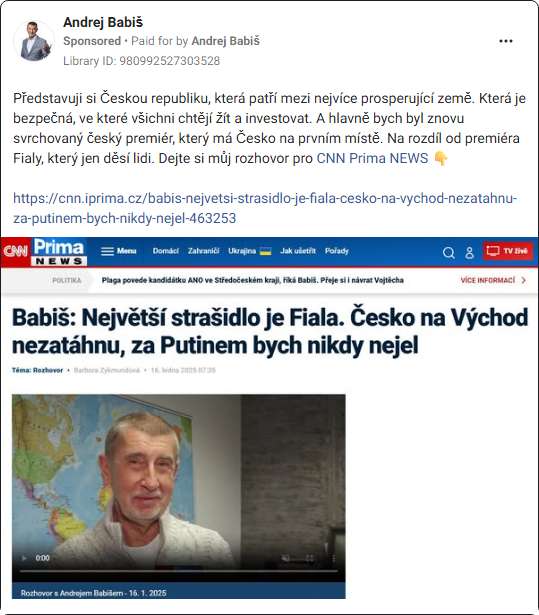 Andrej Babiš
Sponsored • Paid for by Andrej Babiš
Library ID: 980992527303528
Představuji si Českou republiku, která patří mezi nejvíce prosperující země. Která je
bezpečná, ve které všichni chtějí žít a investovat. A hlavně bych byl znovu
svrchovaný český premiér, který má Česko na prvním místě. Na rozdíl od premiéra
Fialy, který jen děsí lidi. Dejte si můj rozhovor pro CNN Prima NEWS 👇
https://cnn.iprima.cz/babis-nejvetsi-strasidlo-je-fiala-cesko-na-vychod-nezatahnu-
za-putinem-bych-nikdy-nejel-463253
CNN Prima NEWS Menu Domácí Zahraničí Ukrajina Jak ušetřit Pořady TV živě
POLITIKA Plaga povede kandidátku ANO ve Středočeském kraji, říká Babiš. Přeje si i návrat Vojtěcha VÍCE INFORMACÍ
Babiš: Největší strašidlo je Fiala. Česko na Východ
nezatáhnu, za Putinem bych nikdy nejel
Téma: Rozhovor • Barbora Zykmundová • 16. ledna 2025 07:35
0:00
Rozhovor s Andrejem Babišem - 16. 1. 2025